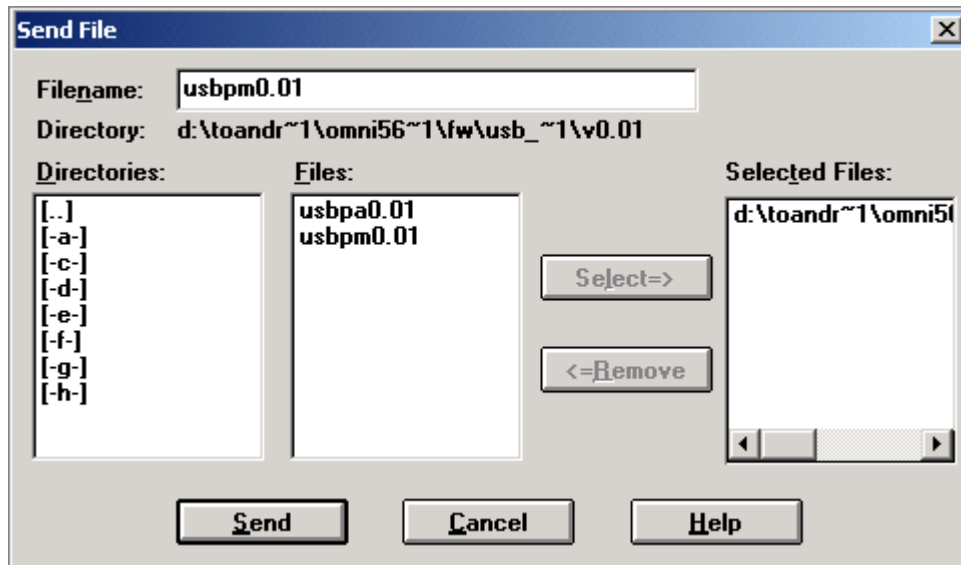 Send File
Filename: usbpm0.01
Directory: d:\toandr~1\omni56~1\fw\usb_~1\v0.01
Directories:
[..]
[-a-]
[-c-]
[-d-]
[-e-]
[-f-]
[-g-]
[-h-]
Files:
usbpa0.01
usbpm0.01
Select=>
<=Remove
Selected Files:
d:\toandr~1\omni56
Send Cancel Help